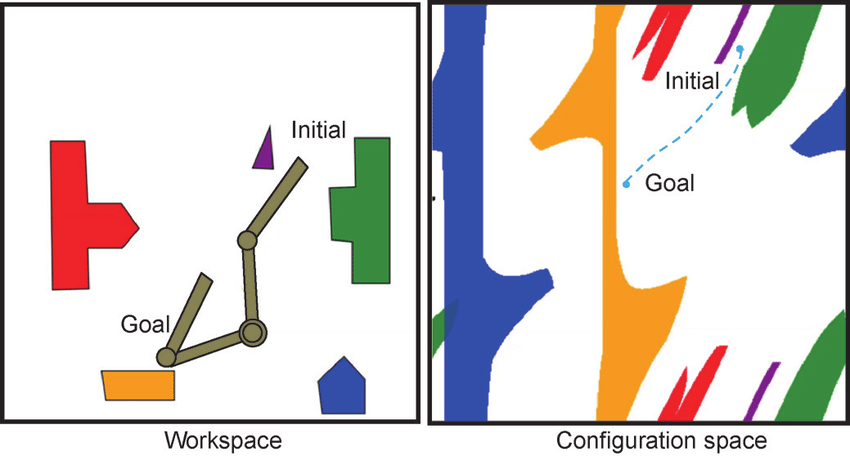 Initial
Goal
Workspace
Initial
Goal
Configuration space